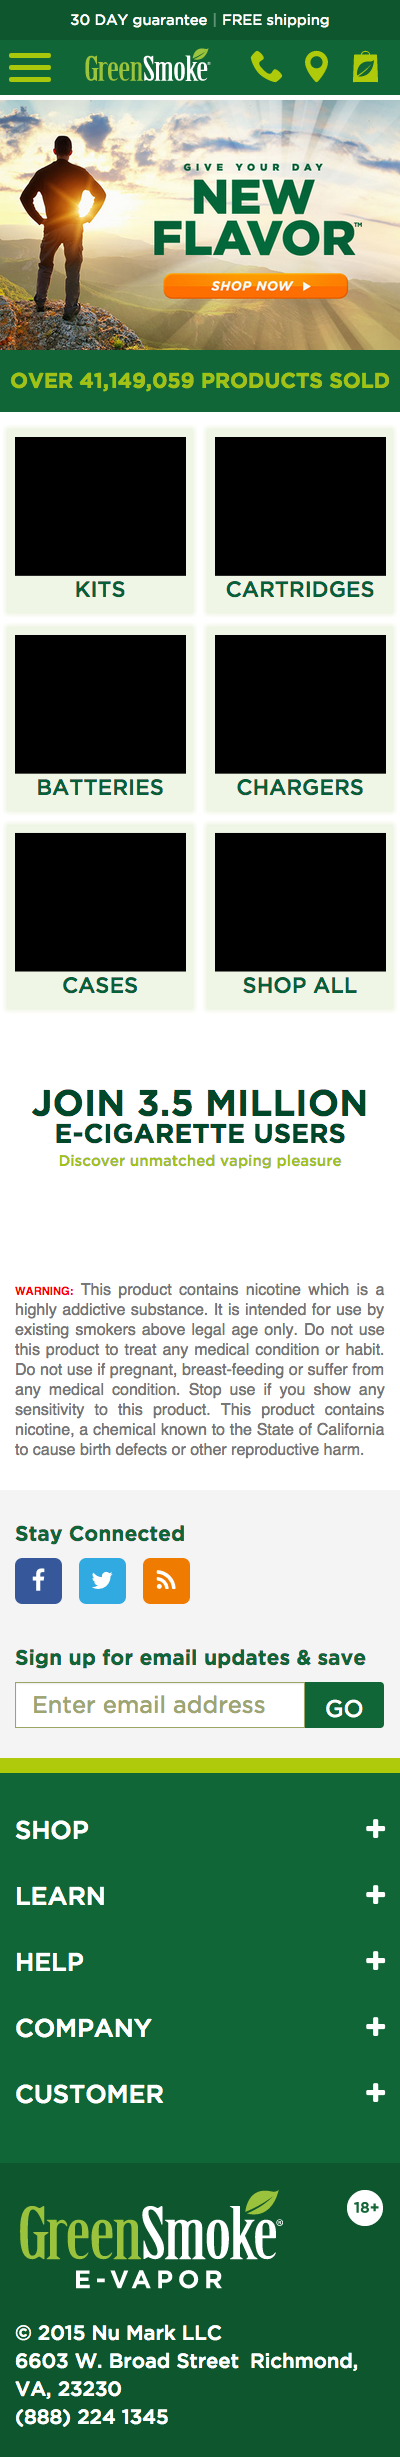 30 DAY guarantee | FREE shipping
GreenSmoke®
GIVE YOUR DAY
NEW
FLAVOR™
SHOP NOW
OVER 41,149,059 PRODUCTS SOLD
KITS
CARTRIDGES
BATTERIES
CHARGERS
CASES
SHOP ALL
JOIN 3.5 MILLION
E-CIGARETTE USERS
Discover unmatched vaping pleasure
WARNING: This product contains nicotine which is a
highly addictive substance. It is intended for use by
existing smokers above legal age only. Do not use
this product to treat any medical condition or habit.
Do not use if pregnant, breast-feeding or suffer from
any medical condition. Stop use if you show any
sensitivity to this product. This product contains
nicotine, a chemical known to the State of California
to cause birth defects or other reproductive harm.
Stay Connected
Sign up for email updates & save
Enter email address
GO
SHOP
LEARN
HELP
COMPANY
CUSTOMER
GreenSmoke®
18+
E-VAPOR
© 2015 Nu Mark LLC
6603 W. Broad Street Richmond,
VA, 23230
(888) 224 1345